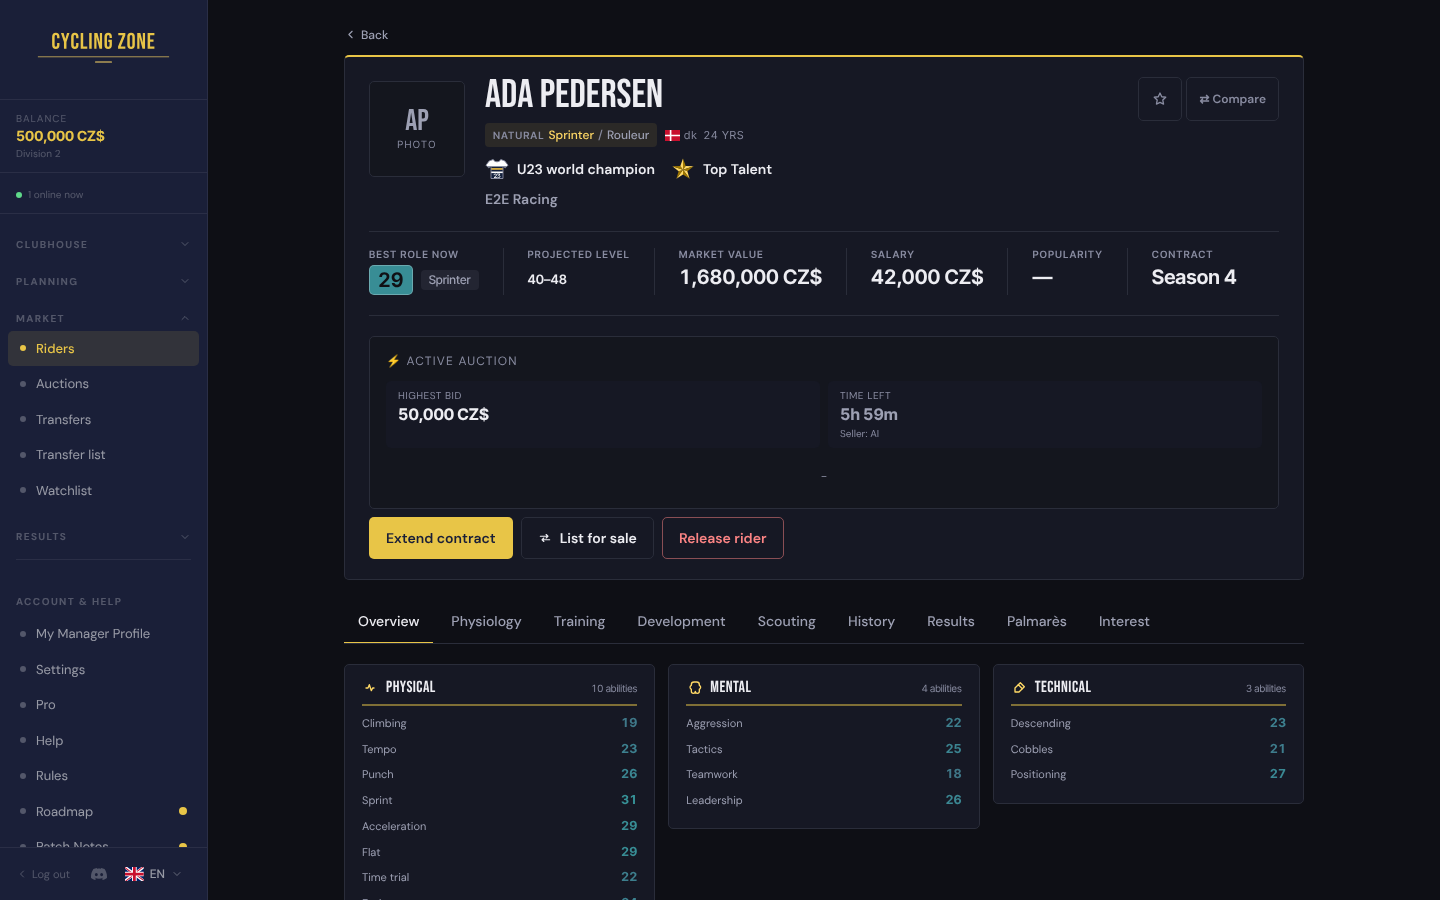 CYCLING ZONE
BALANCE
500,000 CZ$
Division 2
1 online now
CLUBHOUSE
PLANNING
MARKET
Riders
Auctions
Transfers
Transfer list
Watchlist
RESULTS
ACCOUNT & HELP
My Manager Profile
Settings
Pro
Help
Rules
Roadmap
Patch Notes
Log out
EN
Back
AP
PHOTO
ADA PEDERSEN
NATURAL Sprinter / Rouleur dk 24 YRS
23 U23 world champion Top Talent
E2E Racing
⇄ Compare
BEST ROLE NOW
29 Sprinter
PROJECTED LEVEL
40–48
MARKET VALUE
1,680,000 CZ$
SALARY
42,000 CZ$
POPULARITY
—
CONTRACT
Season 4
⚡ ACTIVE AUCTION
HIGHEST BID
50,000 CZ$
TIME LEFT
5h 59m
Seller: AI
–
Extend contract
List for sale
Release rider
Overview Physiology Training Development Scouting History Results Palmarès Interest
PHYSICAL 10 abilities
Climbing 19
Tempo 23
Punch 26
Sprint 31
Acceleration 29
Flat 29
Time trial 22
MENTAL 4 abilities
Aggression 22
Tactics 25
Teamwork 18
Leadership 26
TECHNICAL 3 abilities
Descending 23
Cobbles 21
Positioning 27